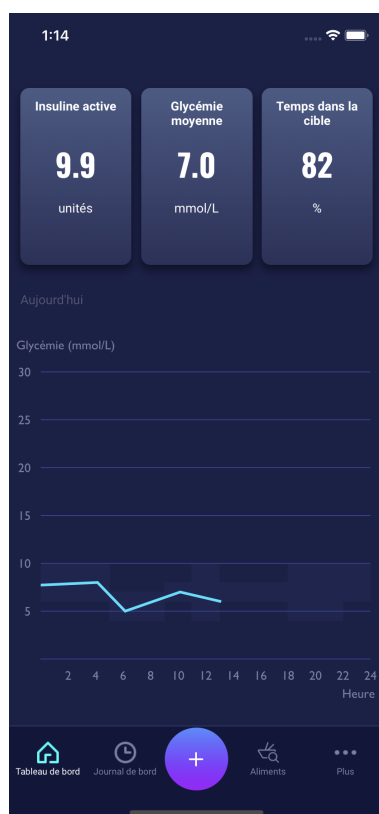 1:14
Insuline active
9.9
unités
Glycémie
moyenne
7.0
mmol/L
Temps dans la
cible
82
%
Aujourd'hui
Glycémie (mmol/L)
30
25
20
15
10
5
2 4 6 8 10 12 14 16 18 20 22 24
Heure
Tableau de bord
Journal de bord
+
Aliments
Plus